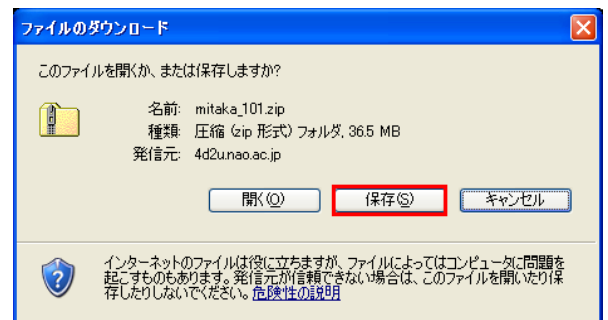 ファイルのダウンロード
このファイルを開くか、または保存しますか?
名前: mitaka_101.zip
種類: 圧縮 (zip 形式) フォルダ, 36.5 MB
発信元: 4d2u.nao.ac.jp
開く(O) 保存(S) キャンセル
インターネットのファイルは役に立ちますが、ファイルによってはコンピュータに問題を
起こすものもあります。発信元が信頼できない場合は、このファイルを開いたり保
存したりしないでください。危険性の説明